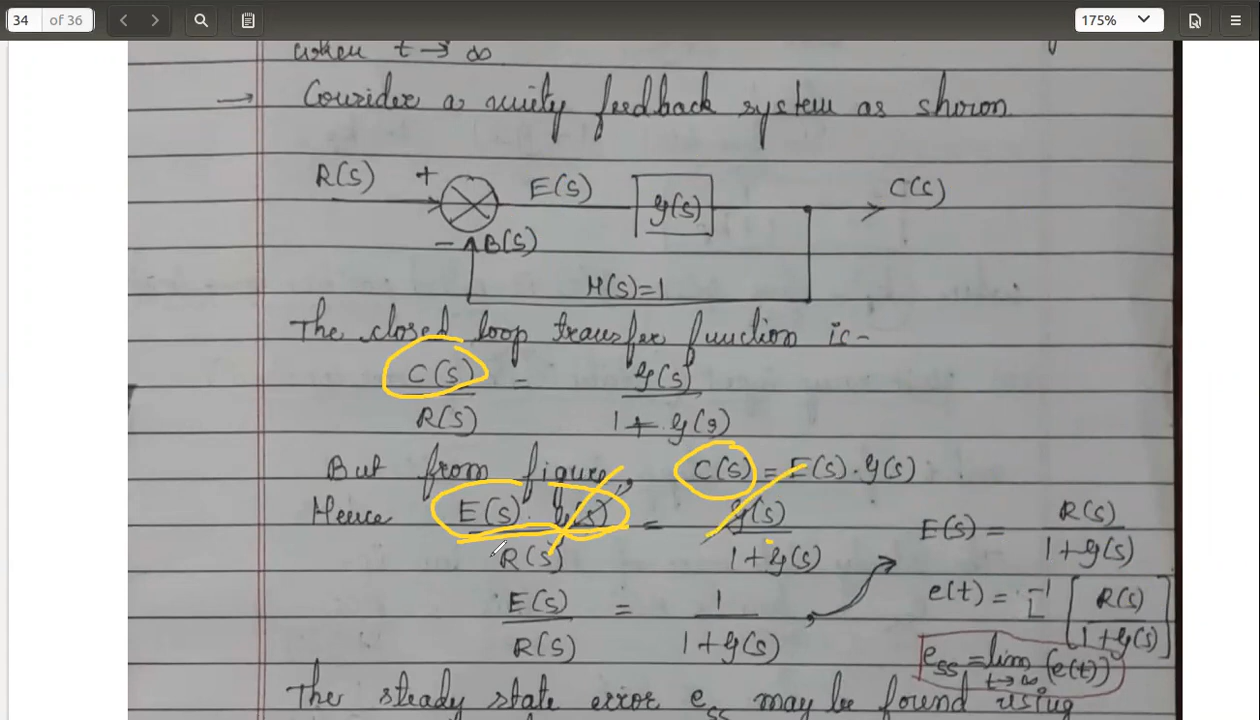 34 of 36
175%
when t → ∞
→ Consider a unity feedback system as shown
R(S) + E(S) G(S) C(S)
- B(S)
H(S)=1
The closed loop transfer function is-
C(S) / R(S) = G(S) / 1 + G(S)
But from figure, C(S) = E(S). G(S)
Hence E(S). G(S) / R(S) = G(S) / 1+G(S)
E(S) = R(S) / 1+G(S)
E(S) / R(S) = 1 / 1+G(S),
e(t) = L⁻¹ [ R(S) / 1+G(S) ]
ess = lim t→∞ (e(t))
The steady state error ess may be found using